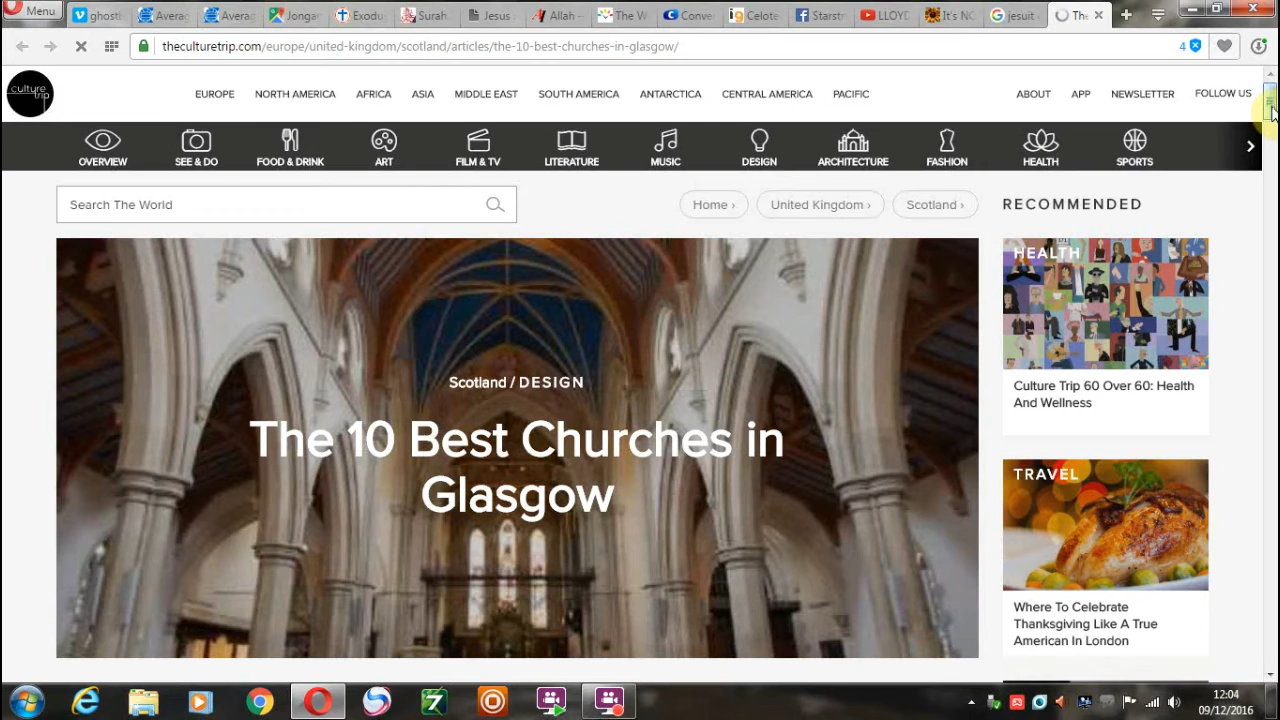 Menu
ghosti
Averag
Averag
Jongar
Exodu
Surah
Jesus
Allah –
The W
Conver
Celote
Starstr
LLOYD
It's NO
jesuit
The
theculturetrip.com/europe/united-kingdom/scotland/articles/the-10-best-churches-in-glasgow/
4
culture trip
EUROPE
NORTH AMERICA
AFRICA
ASIA
MIDDLE EAST
SOUTH AMERICA
ANTARCTICA
CENTRAL AMERICA
PACIFIC
ABOUT
APP
NEWSLETTER
FOLLOW US
OVERVIEW
SEE & DO
FOOD & DRINK
ART
FILM & TV
LITERATURE
MUSIC
DESIGN
ARCHITECTURE
FASHION
HEALTH
SPORTS
Search The World
Home ›
United Kingdom ›
Scotland ›
RECOMMENDED
Scotland / DESIGN
The 10 Best Churches in
Glasgow
HEALTH
Culture Trip 60 Over 60: Health
And Wellness
TRAVEL
Where To Celebrate
Thanksgiving Like A True
American In London
12:04
09/12/2016